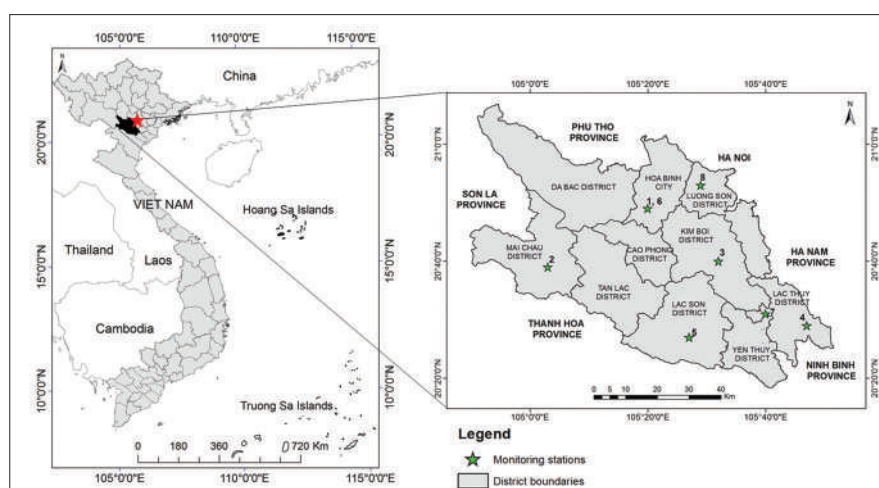 105°0'0"E 110°0'0"E 115°0'0"E
N
China
20°0'0"N
20°0'0"N
VIET NAM
Hoang Sa Islands
Thailand
Laos
15°0'0"N
15°0'0"N
Cambodia
10°0'0"N
10°0'0"N
Truong Sa Islands
0 180 360 720 Km
105°0'0"E 110°0'0"E 115°0'0"E
105°0'0"E 105°20'0"E 105°40'0"E
N
21°0'0"N
21°0'0"N
PHU THO
PROVINCE
HA NOI
HOA BINH
CITY
8
DA BAC DISTRICT
LUONG SON
DISTRICT
SON LA
PROVINCE
1, 6
KIM BOI
DISTRICT
MAI CHAU
DISTRICT
2
CAO PHONG
DISTRICT
3
HA NAM
PROVINCE
20°40'0"N
20°40'0"N
TAN LAC
DISTRICT
LAC SON
DISTRICT
LAC THUY
DISTRICT
4
THANH HOA
PROVINCE
5
YEN THUY
DISTRICT
NINH BINH
PROVINCE
20°20'0"N
20°20'0"N
0 5 10 20 30 40
Km
105°0'0"E 105°20'0"E 105°40'0"E
Legend
Monitoring stations
District boundaries